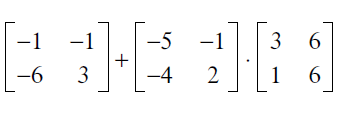 [−1 −1] + [−5 −1] · [3 6]
[−6 3] [−4 2] [1 6]